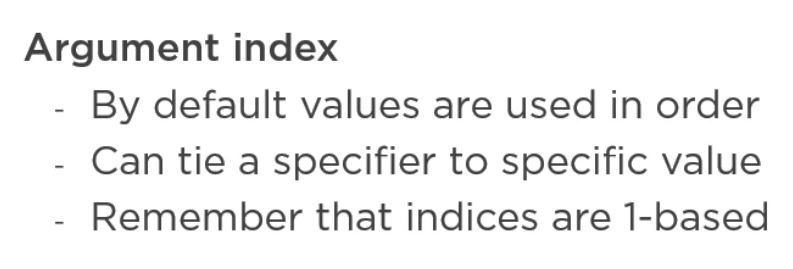 Argument index
- By default values are used in order
- Can tie a specifier to specific value
- Remember that indices are 1-based